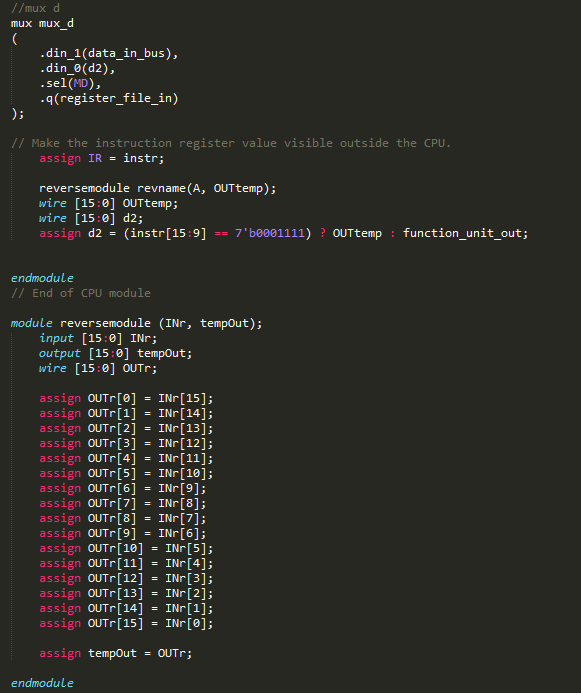 //mux d
mux mux_d
(
    .din_1(data_in_bus),
    .din_0(d2),
    .sel(MD),
    .q(register_file_in)
);

// Make the instruction register value visible outside the CPU.
    assign IR = instr;

    reversemodule revname(A, OUTtemp);
    wire [15:0] OUTtemp;
    wire [15:0] d2;
    assign d2 = (instr[15:9] == 7'b0001111) ? OUTtemp : function_unit_out;


endmodule
// End of CPU module

module reversemodule (INr, tempOut);
    input [15:0] INr;
    output [15:0] tempOut;
    wire [15:0] OUTr;

    assign OUTr[0] = INr[15];
    assign OUTr[1] = INr[14];
    assign OUTr[2] = INr[13];
    assign OUTr[3] = INr[12];
    assign OUTr[4] = INr[11];
    assign OUTr[5] = INr[10];
    assign OUTr[6] = INr[9];
    assign OUTr[7] = INr[8];
    assign OUTr[8] = INr[7];
    assign OUTr[9] = INr[6];
    assign OUTr[10] = INr[5];
    assign OUTr[11] = INr[4];
    assign OUTr[12] = INr[3];
    assign OUTr[13] = INr[2];
    assign OUTr[14] = INr[1];
    assign OUTr[15] = INr[0];

    assign tempOut = OUTr;

endmodule